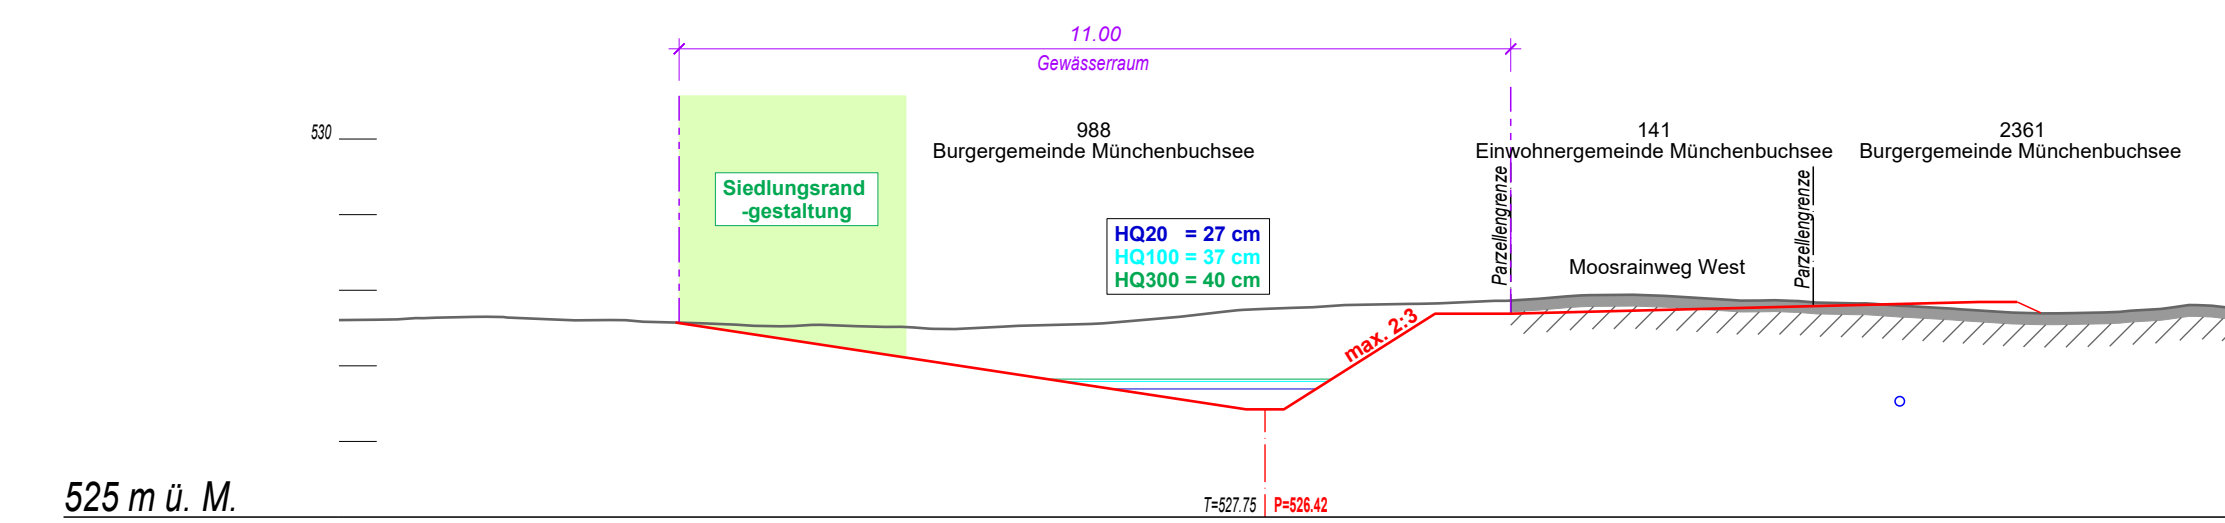 11.00
Gewässerraum
530
988
Burgergemeinde Münchenbuchsee
141
Einwohnergemeinde Münchenbuchsee
2361
Burgergemeinde Münchenbuchsee
Siedlungsrand
-gestaltung
Parzellengrenze
Parzellengrenze
HQ20 = 27 cm
HQ100 = 37 cm
HQ300 = 40 cm
Moosrainweg West
max. 2:3
525 m ü. M.
T=527.75
P=526.42